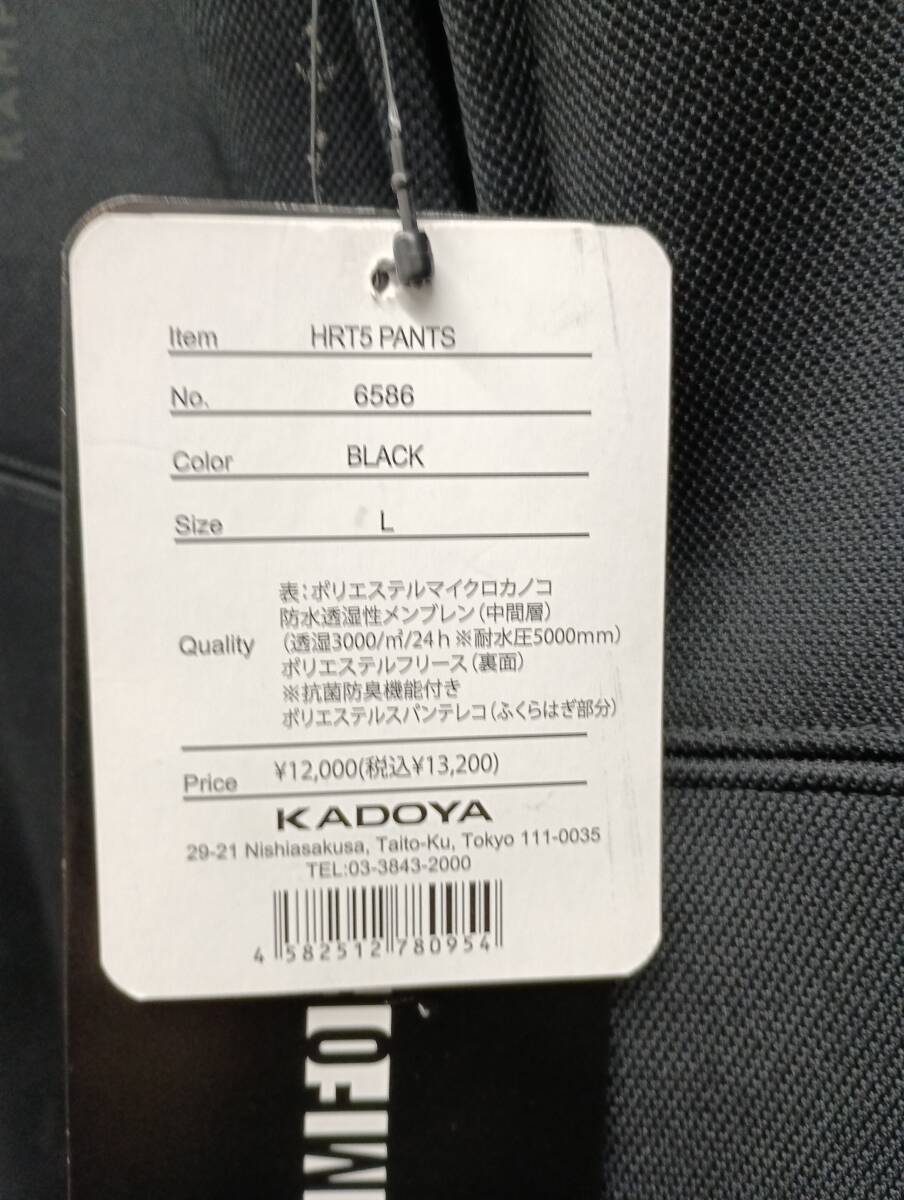 Item HRT5 PANTS
No. 6586
Color BLACK
Size L
Quality 表:ポリエステルマイクロカノコ
防水透湿性メンブレン(中間層)
(透湿3000/㎡/24h※耐水圧5000mm)
ポリエステルフリース(裏面)
※抗菌防臭機能付き
ポリエステルスパンテレコ(ふくらはぎ部分)
Price ¥12,000(税込¥13,200)
KADOYA
29-21 Nishiasakusa, Taito-Ku, Tokyo 111-0035
TEL:03-3843-2000
4 582512 780954